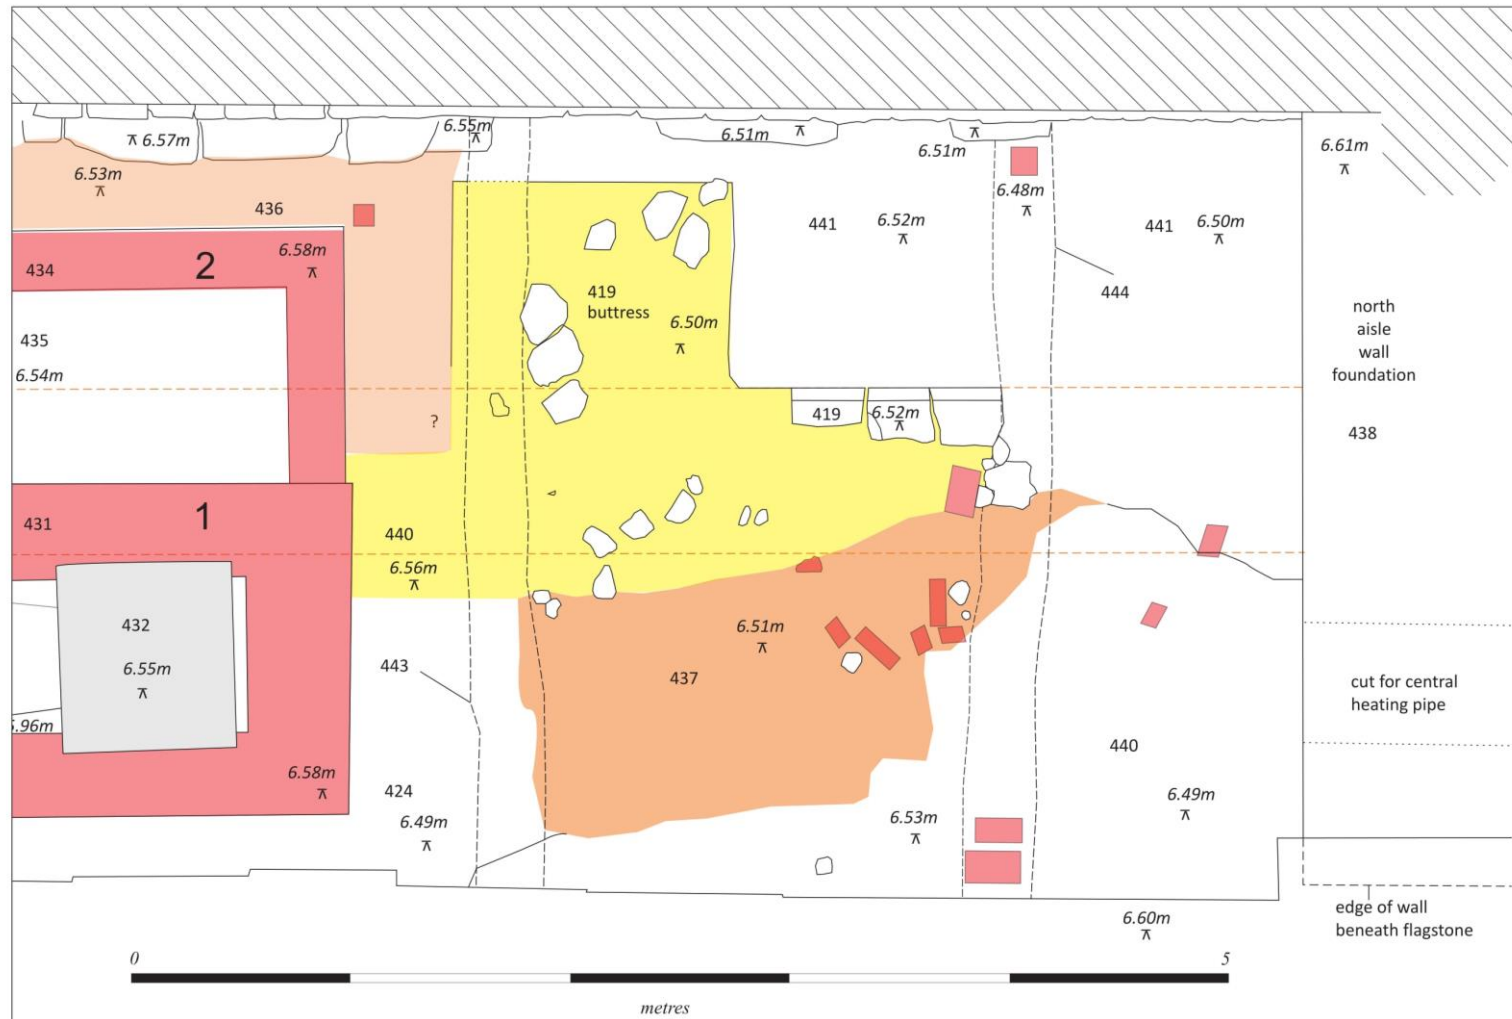 6.57m
6.55m
6.51m
6.51m
6.61m
6.53m
436
6.48m
441
6.52m
441
6.50m
434
2
6.58m
419
buttress
444
6.50m
north
aisle
wall
foundation
435
6.54m
419
6.52m
?
438
431
1
440
6.56m
432
6.55m
443
6.51m
437
cut for central
heating pipe
5.96m
440
6.58m
424
6.49m
6.53m
6.49m
edge of wall
beneath flagstone
6.60m
0
5
metres